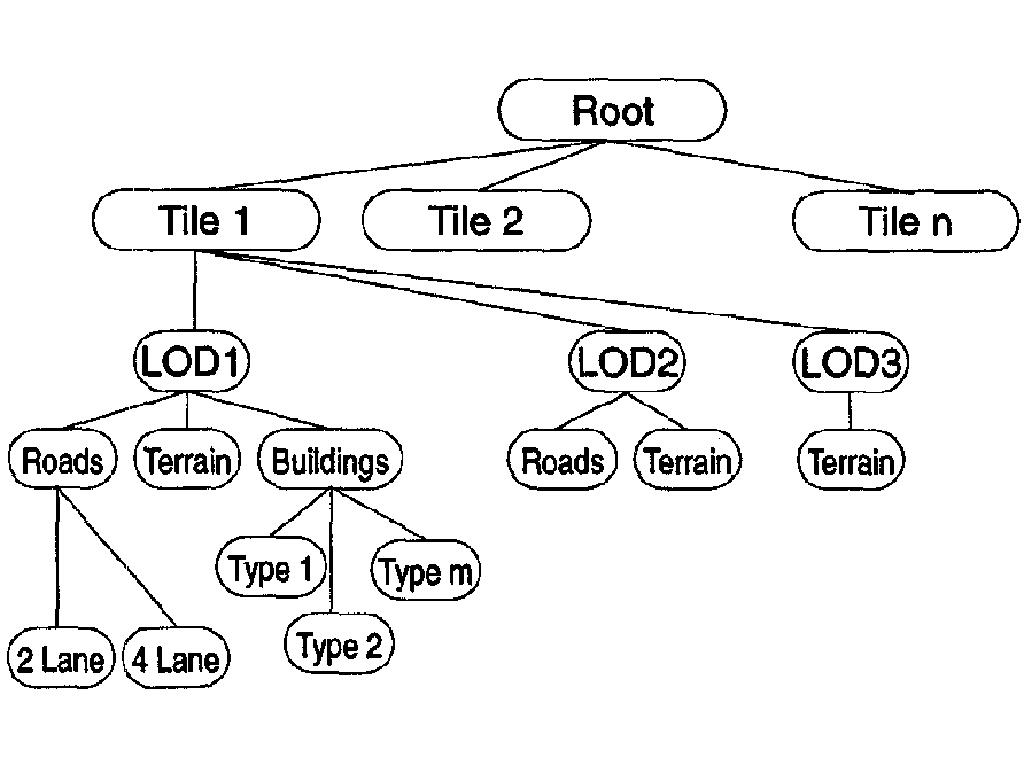 Root
Tile 1
Tile 2
Tile n
LOD1
LOD2
LOD3
Roads
Terrain
Buildings
Roads
Terrain
Terrain
Type 1
Type m
Type 2
2 Lane
4 Lane